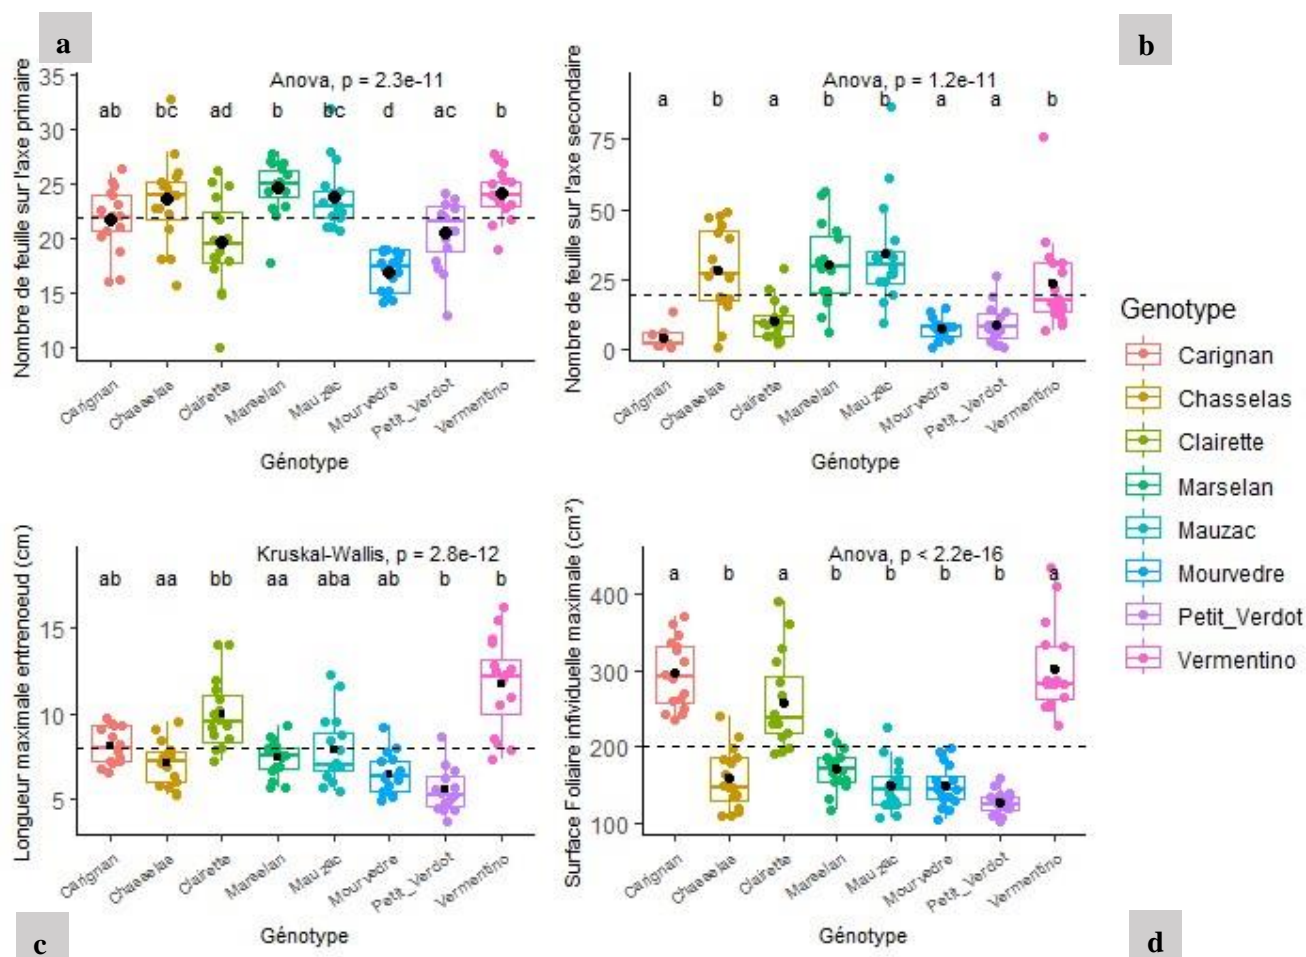 a
Nombre de feuille sur l'axe primaire
Anova, p = 2.3e-11
ab bc ad b bc d ac b
35
30
25
20
15
10
Carignan Chasselas Clairette Marselan Mauzac Mourvedre Petit_Verdot Vermentino
Génotype
b
Nombre de feuille sur l'axe secondaire
Anova, p = 1.2e-11
a b a b b a a b
75
50
25
0
Carignan Chasselas Clairette Marselan Mauzac Mourvedre Petit_Verdot Vermentino
Génotype
Longueur maximale entrenoeud (cm)
Kruskal-Wallis, p = 2.8e-12
ab aa bb aa aba ab b b
15
10
5
Carignan Chasselas Clairette Marselan Mauzac Mourvedre Petit_Verdot Vermentino
Génotype
c
Surface Foliaire individuelle maximale (cm²)
Anova, p < 2.2e-16
a b a b b b b a
400
300
200
100
Carignan Chasselas Clairette Marselan Mauzac Mourvedre Petit_Verdot Vermentino
Génotype
d
Genotype
Carignan
Chasselas
Clairette
Marselan
Mauzac
Mourvedre
Petit_Verdot
Vermentino